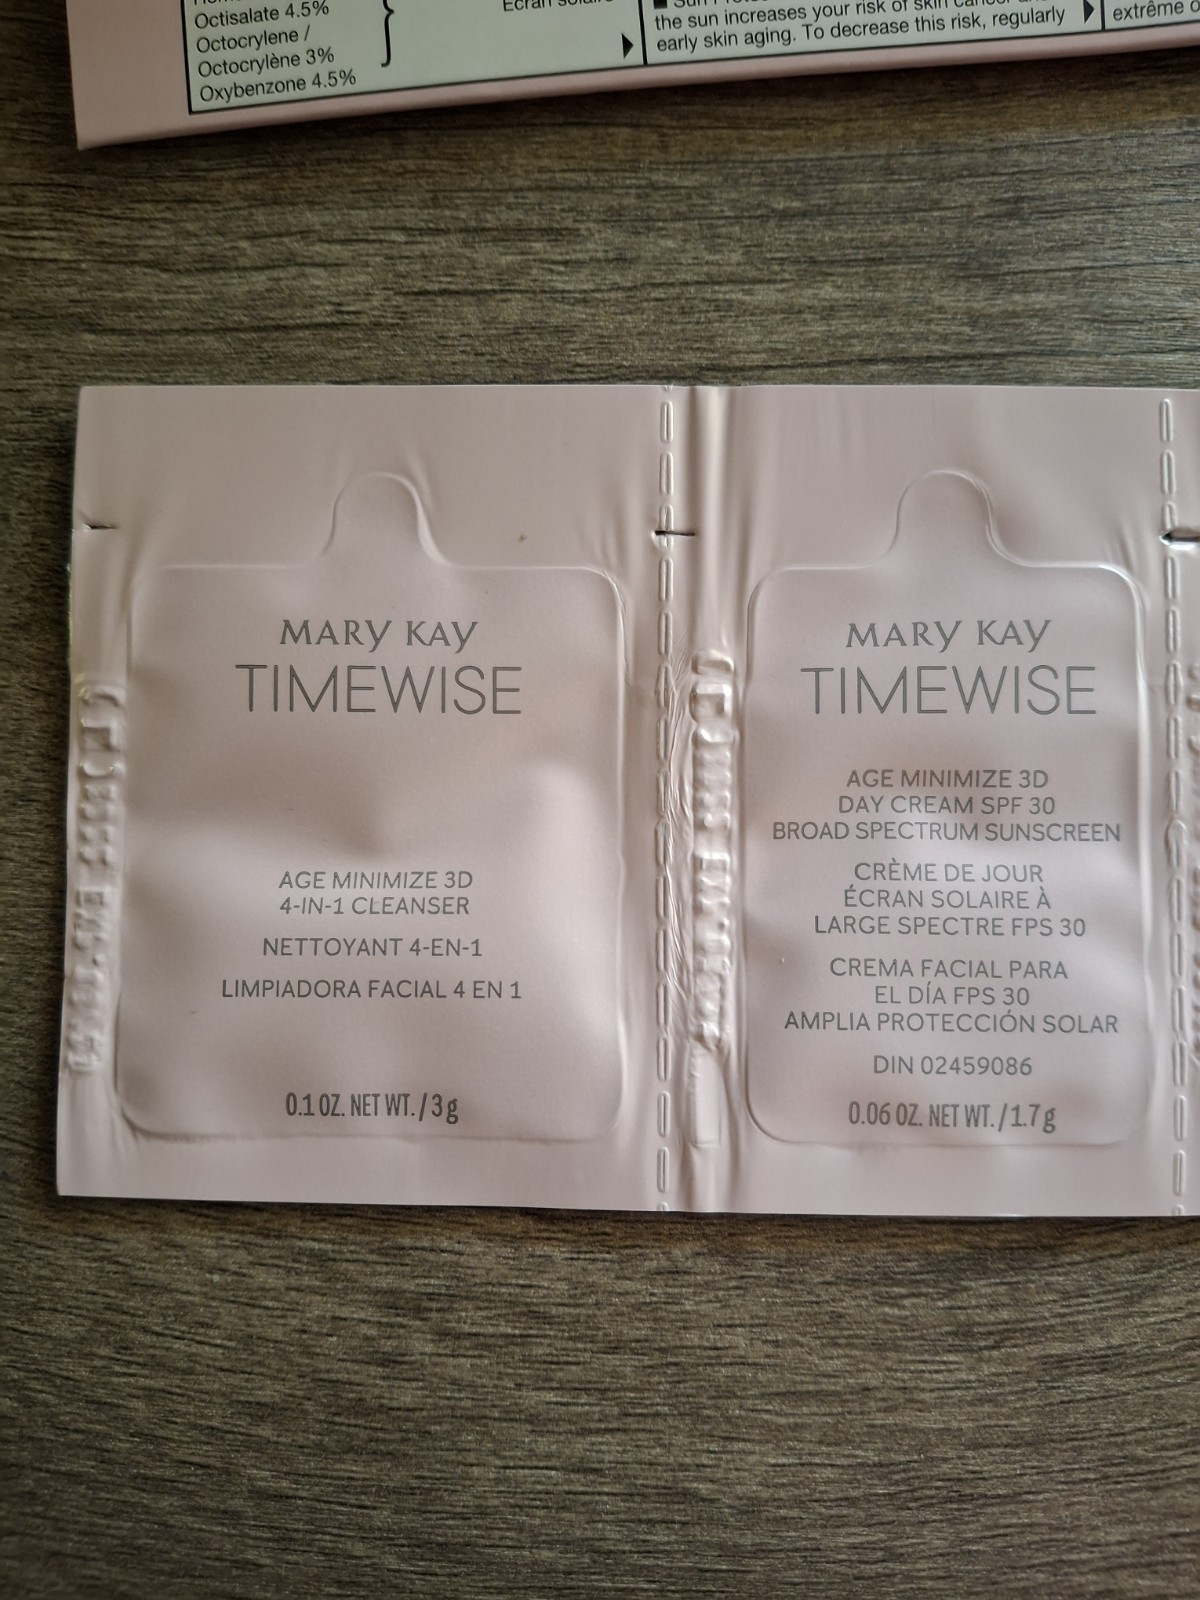 Octisalate 4.5%
Octocrylene /
Octocrylène 3%
Oxybenzone 4.5%
the sun increases your risk of skin cancer and
early skin aging. To decrease this risk, regularly
extrême
MARY KAY
TIMEWISE
AGE MINIMIZE 3D
4-IN-1 CLEANSER
NETTOYANT 4-EN-1
LIMPIADORA FACIAL 4 EN 1
0.1 OZ. NET WT. / 3 g
MARY KAY
TIMEWISE
AGE MINIMIZE 3D
DAY CREAM SPF 30
BROAD SPECTRUM SUNSCREEN
CRÈME DE JOUR
ÉCRAN SOLAIRE À
LARGE SPECTRE FPS 30
CREMA FACIAL PARA
EL DÍA FPS 30
AMPLIA PROTECCIÓN SOLAR
DIN 02459086
0.06 OZ. NET WT. / 1.7 g